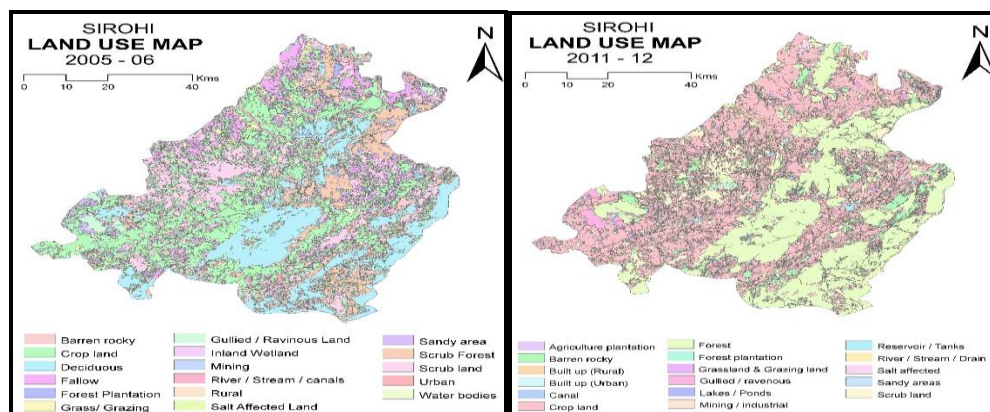 SIROHI
LAND USE MAP
2005 - 06
N
0 10 20 40 Kms
Barren rocky
Crop land
Deciduous
Fallow
Forest Plantation
Grass/ Grazing
Gullied / Ravinous Land
Inland Wetland
Mining
River / Stream / canals
Rural
Salt Affected Land
Sandy area
Scrub Forest
Scrub land
Urban
Water bodies
SIROHI
LAND USE MAP
2011 - 12
N
0 10 20 40 Kms
Agriculture plantation
Barren rocky
Built up (Rural)
Built up (Urban)
Canal
Crop land
Forest
Forest plantation
Grassland & Grazing land
Gullied / ravenous
Lakes / Ponds
Mining / industrial
Reservoir / Tanks
River / Stream / Drain
Salt affected
Sandy areas
Scrub land